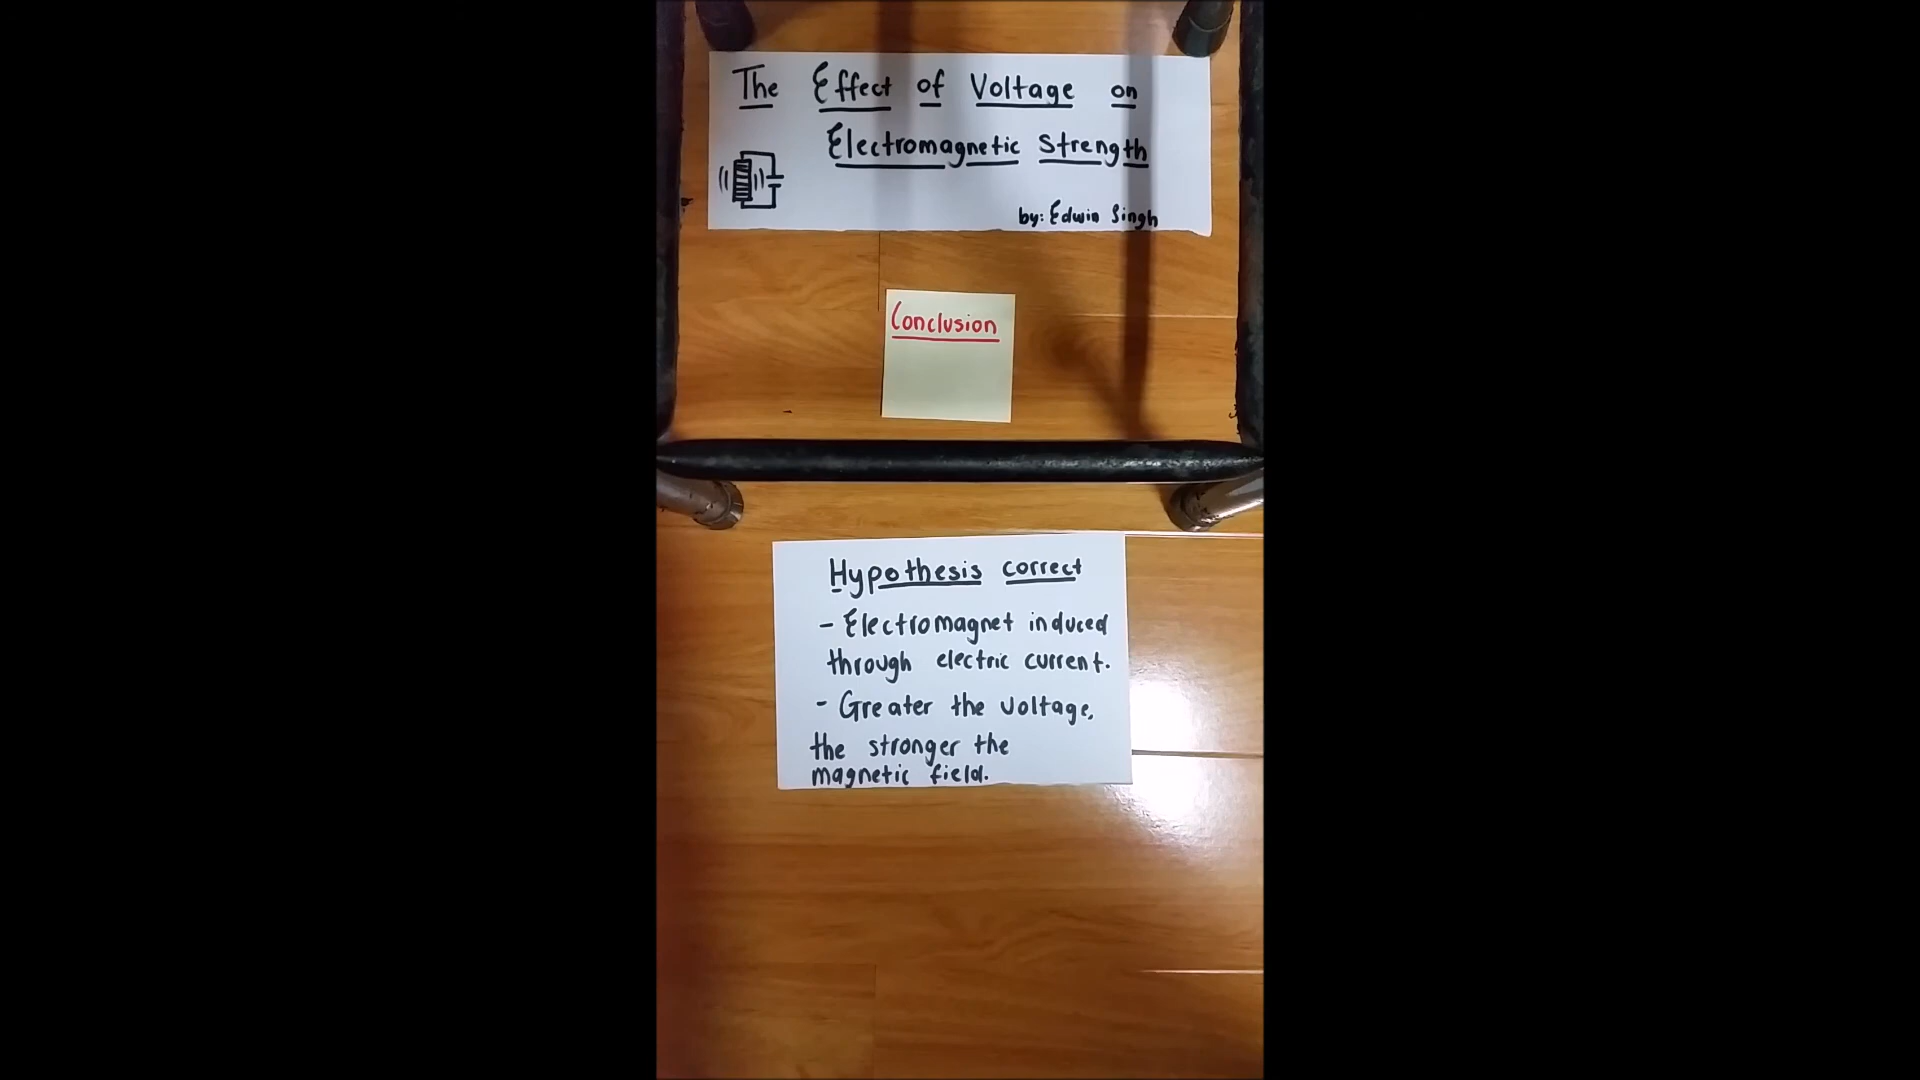 The Effect of Voltage on
Electromagnetic Strength
by: Edwin Singh
Conclusion
Hypothesis correct
- Electromagnet induced
through electric current.
- Greater the voltage,
the stronger the
magnetic field.